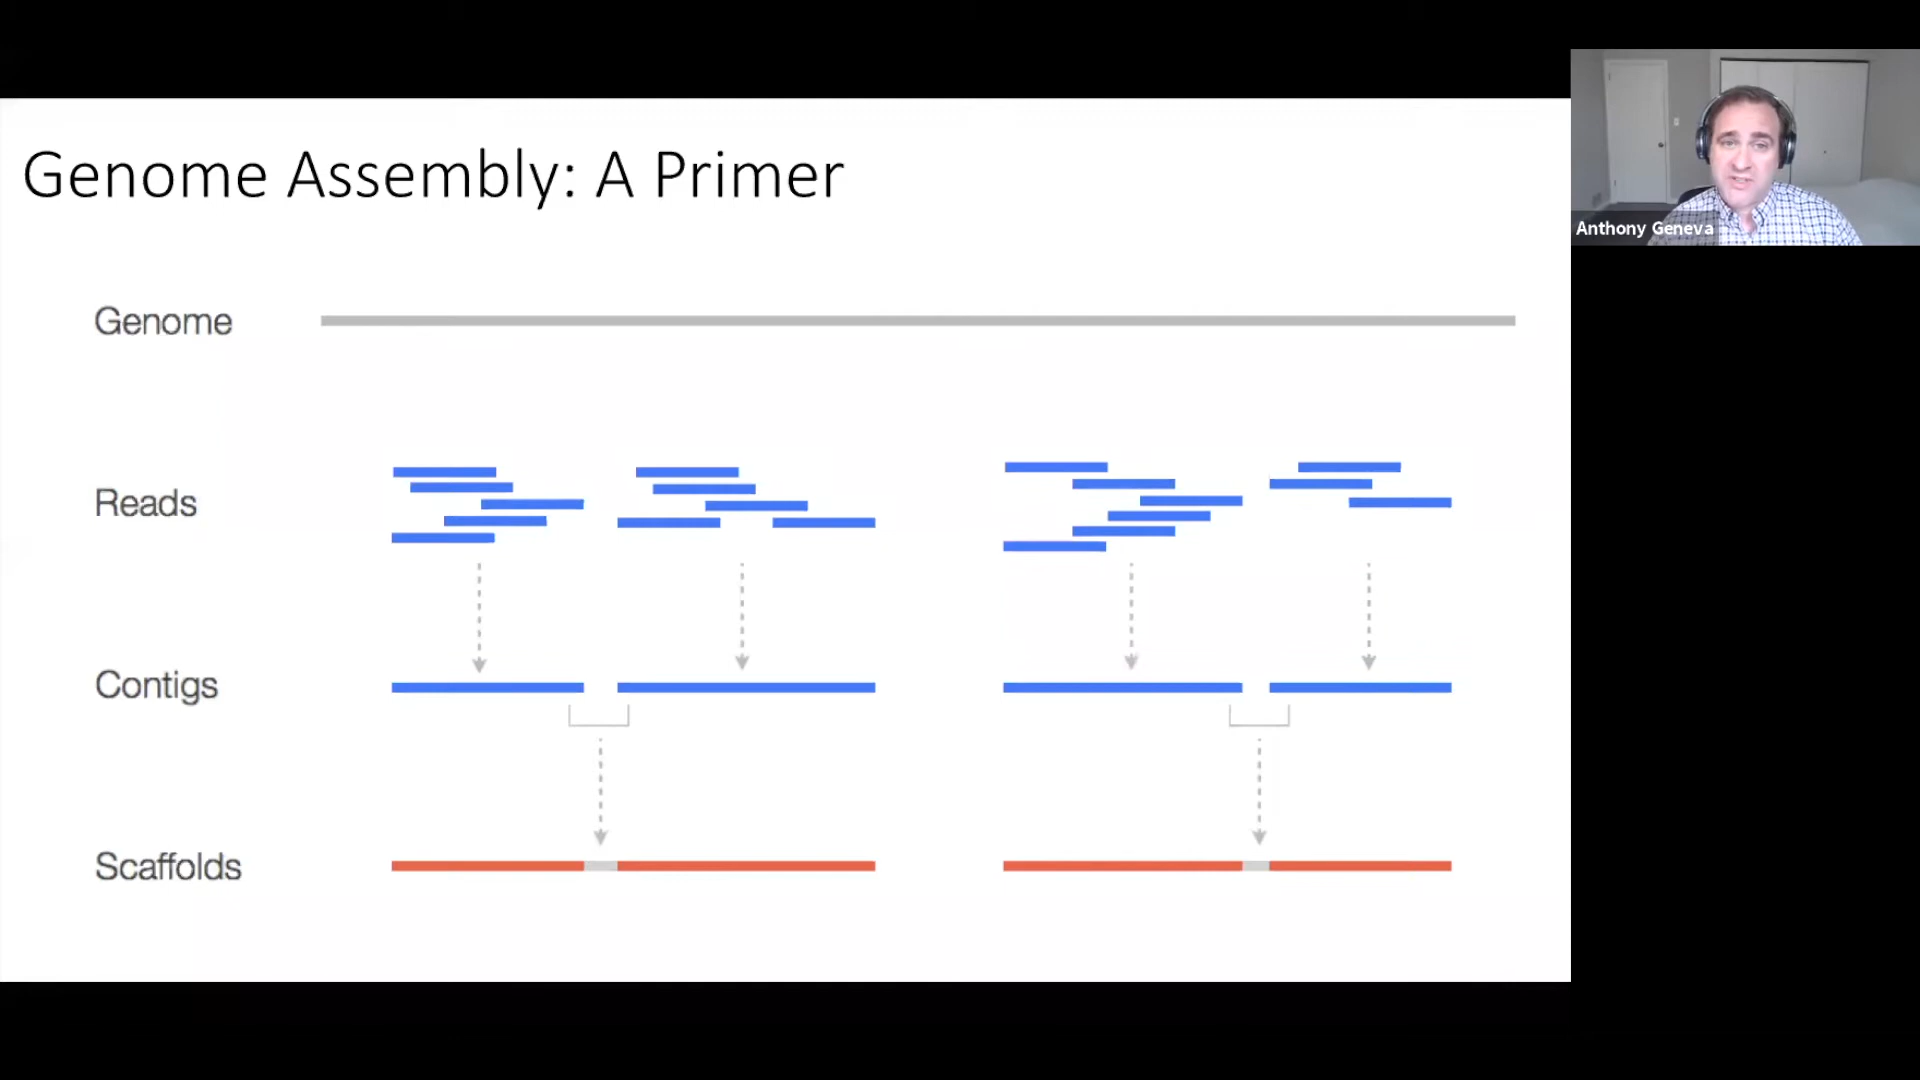 Genome Assembly: A Primer
Anthony Geneva
Genome
Reads
Contigs
Scaffolds